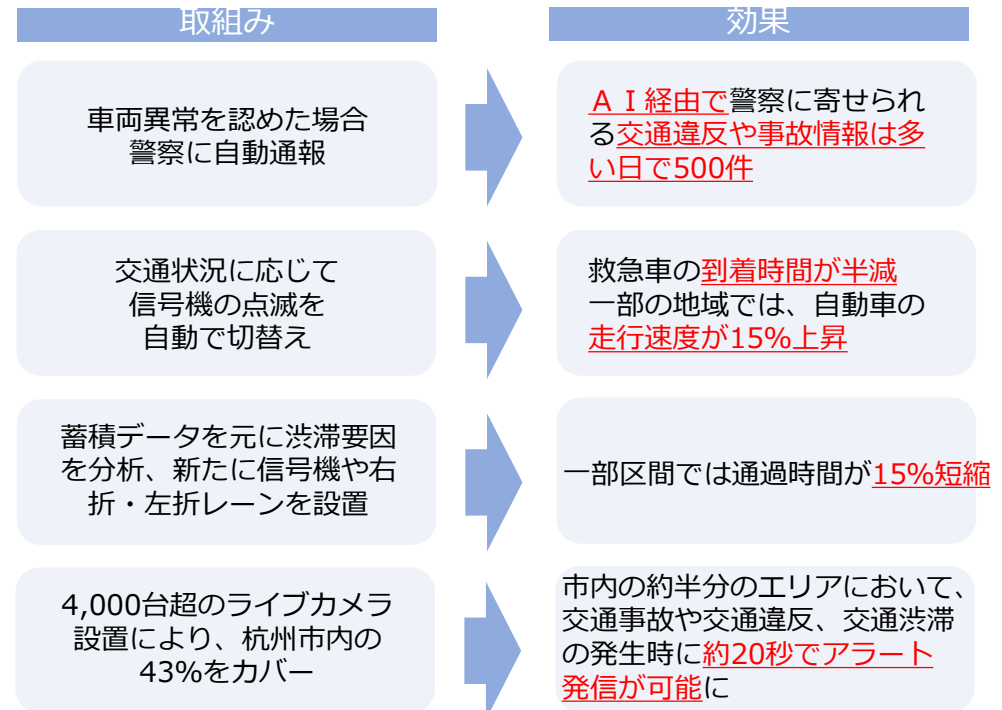 取組み
効果
車両異常を認めた場合
警察に自動通報
ＡＩ経由で警察に寄せられ
る交通違反や事故情報は多
い日で500件
交通状況に応じて
信号機の点滅を
自動で切替え
救急車の到着時間が半減
一部の地域では、自動車の
走行速度が15%上昇
蓄積データを元に渋滞要因
を分析、新たに信号機や右
折・左折レーンを設置
一部区間では通過時間が15%短縮
4,000台超のライブカメラ
設置により、杭州市内の
43%をカバー
市内の約半分のエリアにおいて、
交通事故や交通違反、交通渋滞
の発生時に約20秒でアラート
発信が可能に